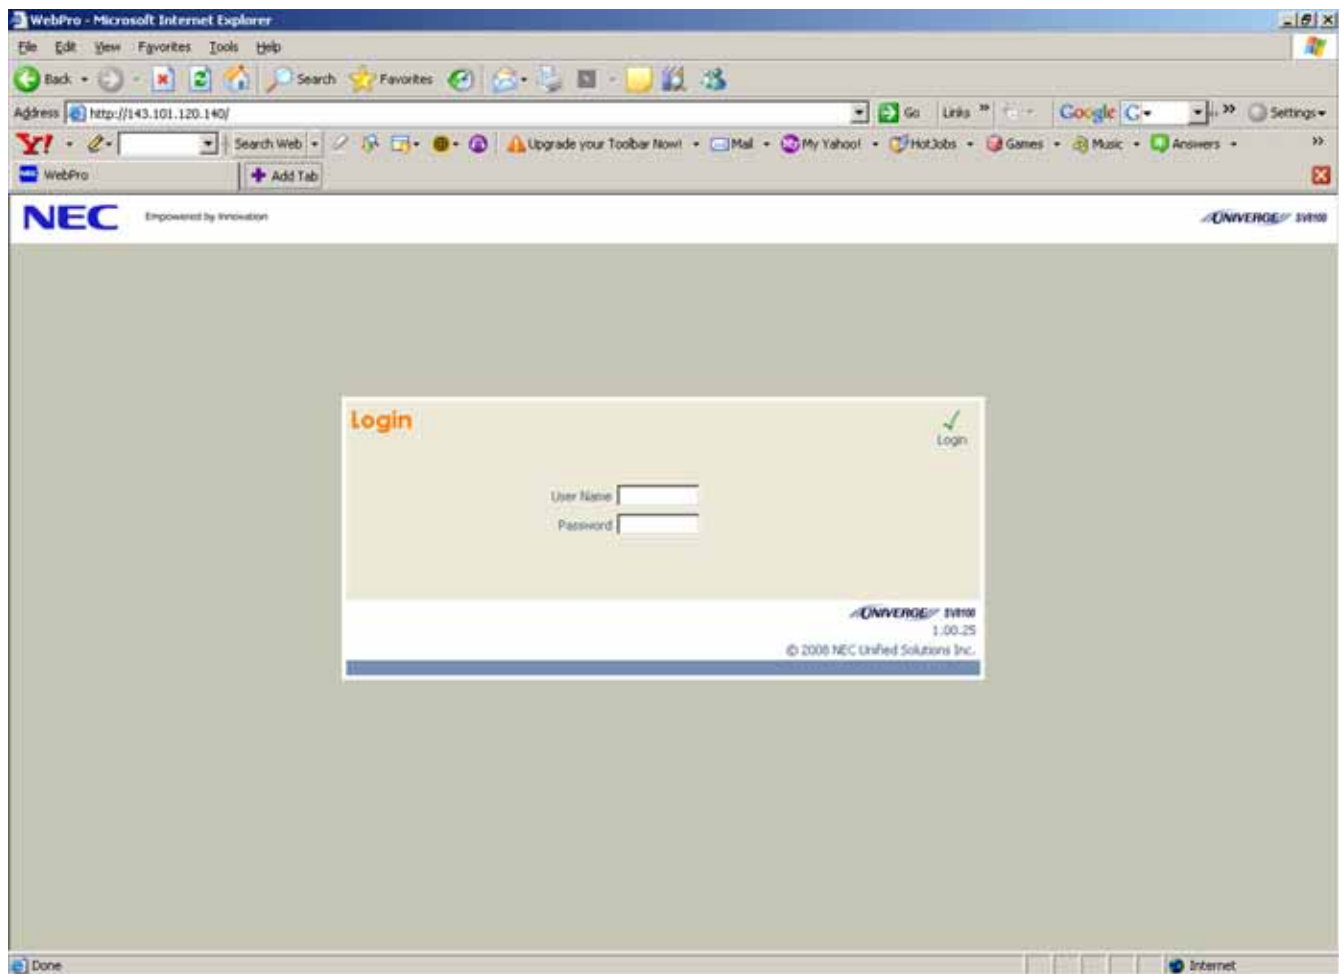 WebPro - Microsoft Internet Explorer
File Edit View Favorites Tools Help
Back Search Favorites
Address http://143.101.120.140/ Go Links » Google G Settings
Y! Search Web Upgrade your Toolbar Now! Mail My Yahoo! HotJobs Games Music Answers »
WebPro Add Tab
NEC Empowered by Innovation UNIVERGE SV8100
Login
Login
User Name
Password
UNIVERGE SV8100
1.00.25
© 2008 NEC Unified Solutions Inc.
Done Internet